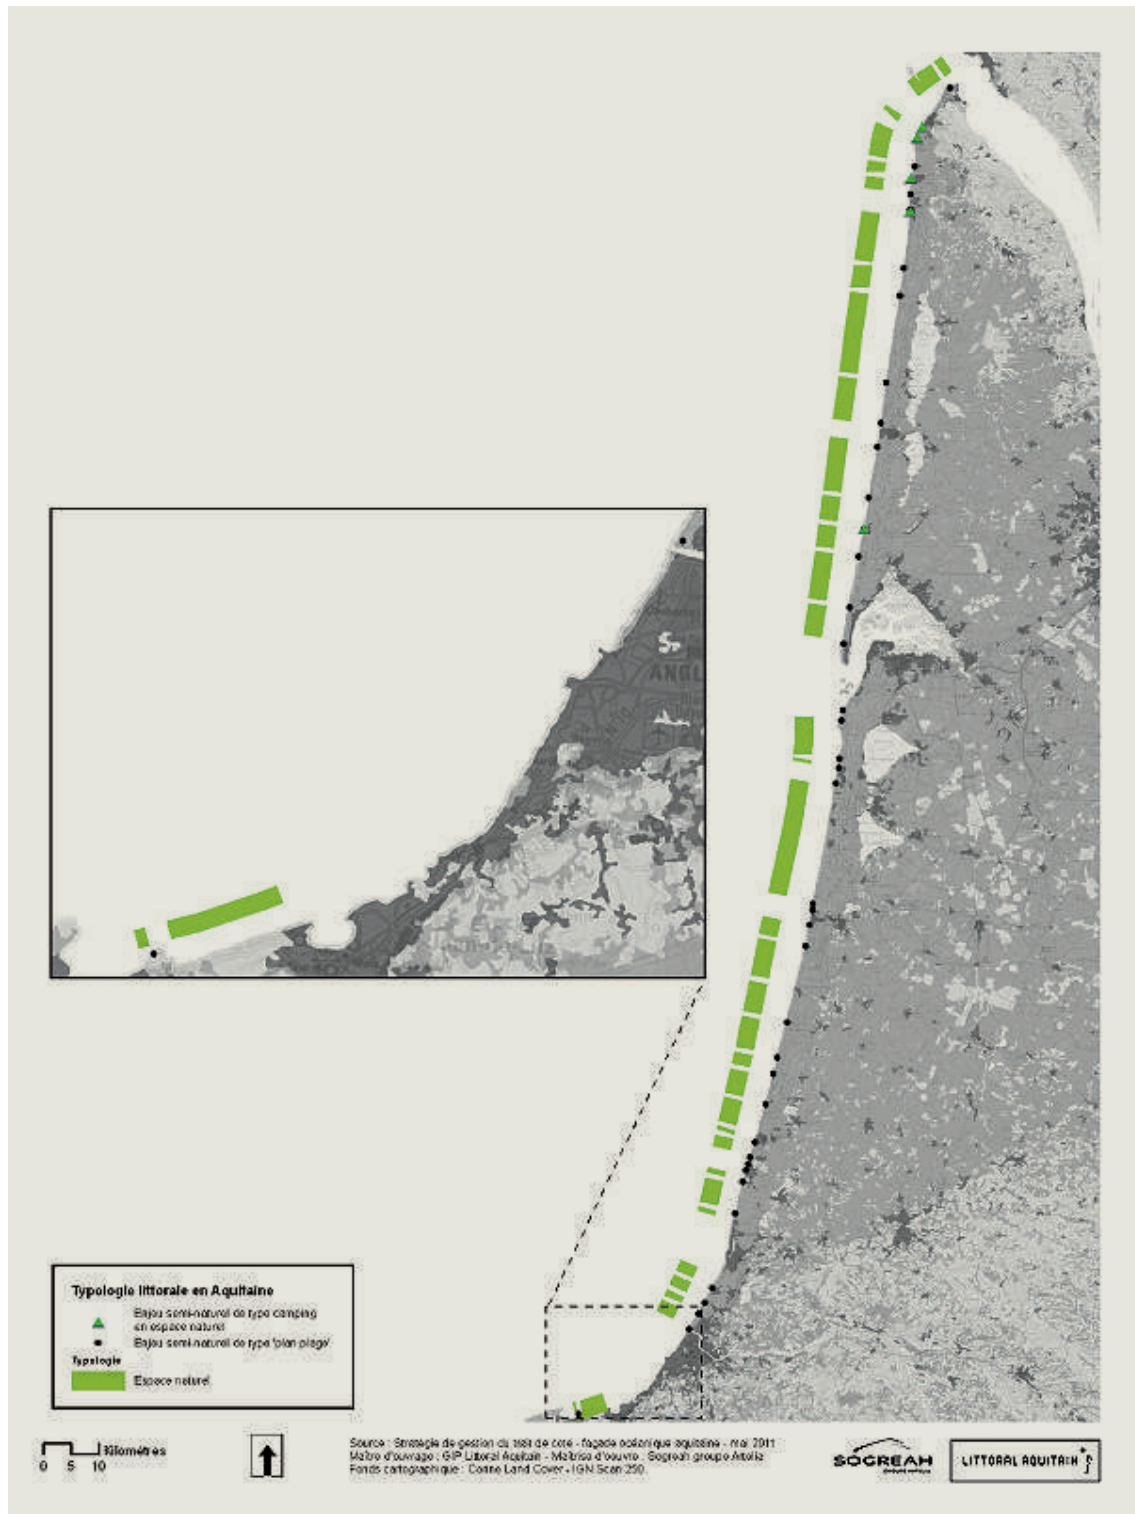 ANGL
Typologie littorale en Aquitaine
Enjeu semi-naturel de type camping
en espace naturel
Enjeu semi-naturel de type 'plan plage'
Typologie
Espace naturel
Kilomètres
0 5 10
Source : Stratégie de gestion du trait de côte - façade océanique aquitaine - mai 2011
Maître d'ouvrage : GIP Littoral Aquitain - Maîtrise d'oeuvre : Sogreah groupe Artelia
Fonds cartographique : Corine Land Cover - IGN Scan 250
SOGREAH
LITTORAL AQUITAIN